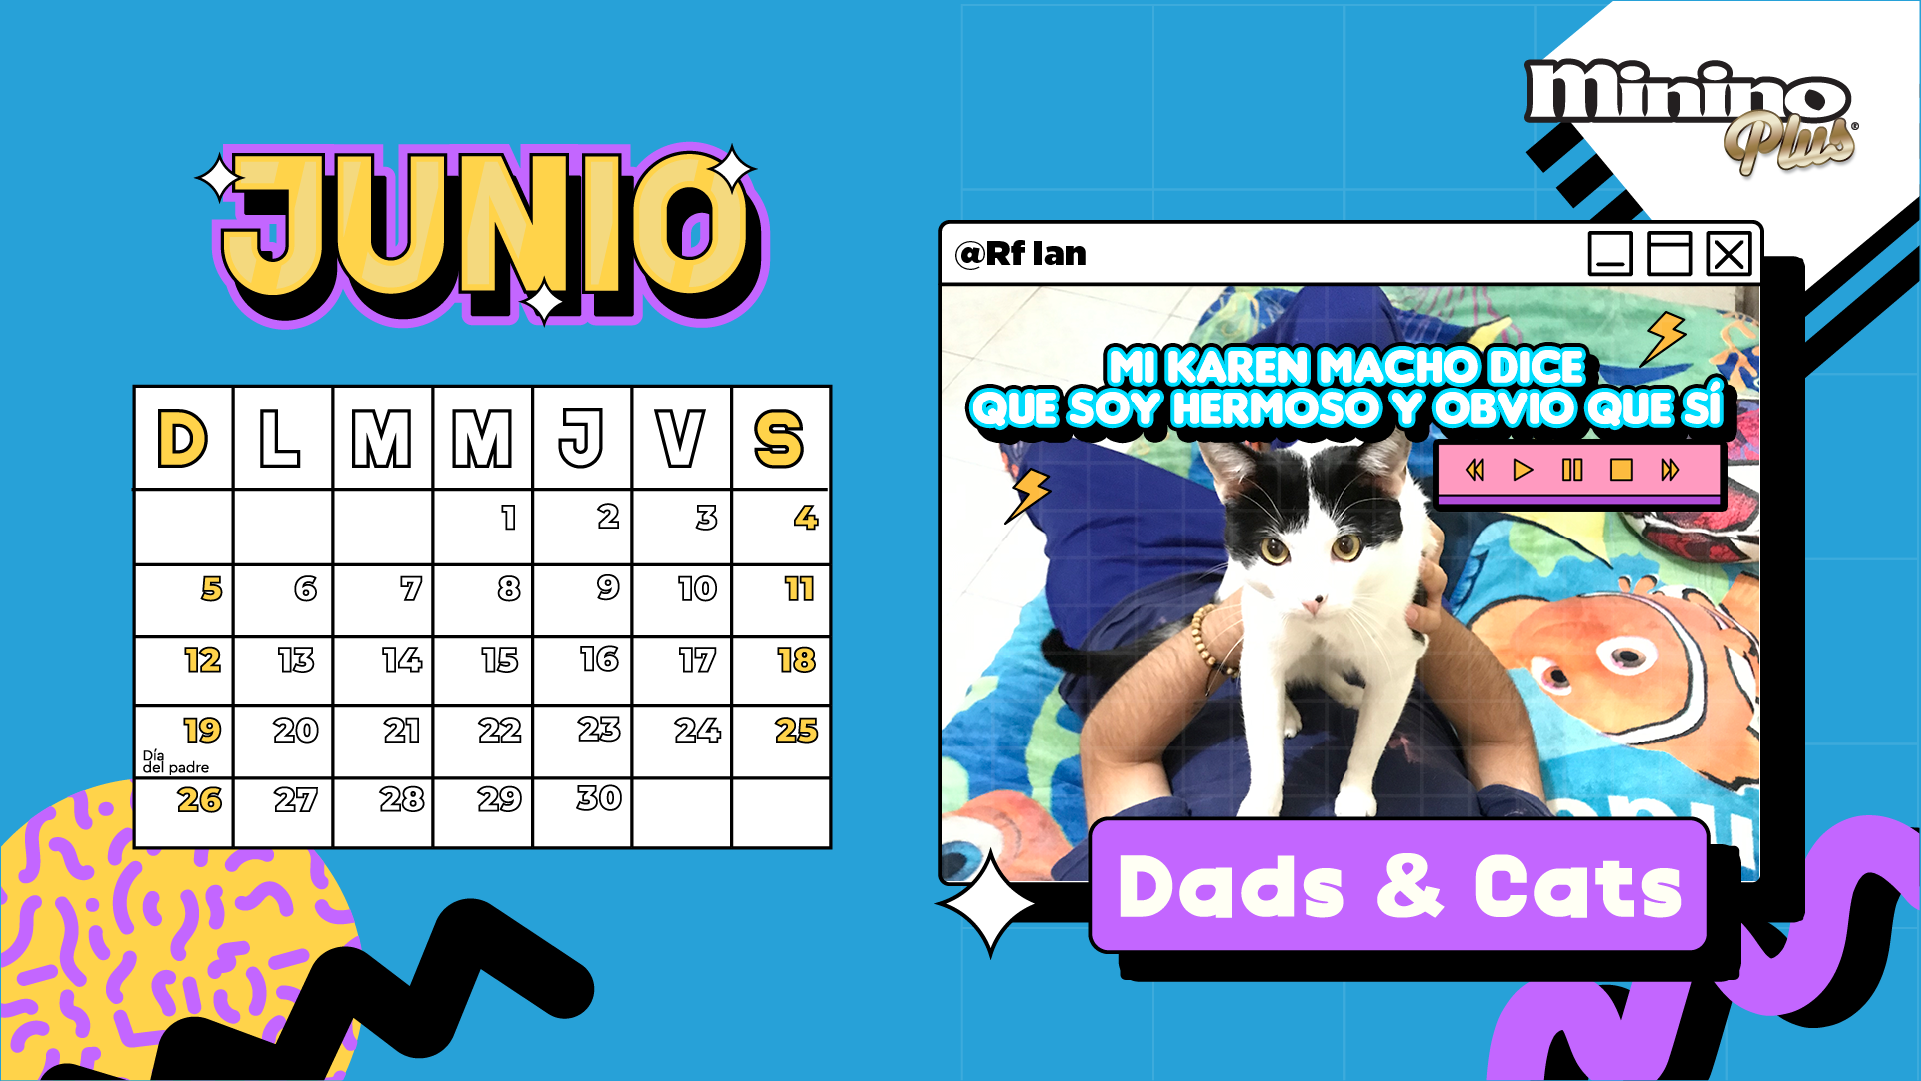 JUNIO
D L M M J V S
1 2 3 4
5 6 7 8 9 10 11
12 13 14 15 16 17 18
19 20 21 22 23 24 25
Día
del padre
26 27 28 29 30
minino
Plus®
@Rf Ian
MI KAREN MACHO DICE
QUE SOY HERMOSO Y OBVIO QUE SÍ
Dads & Cats